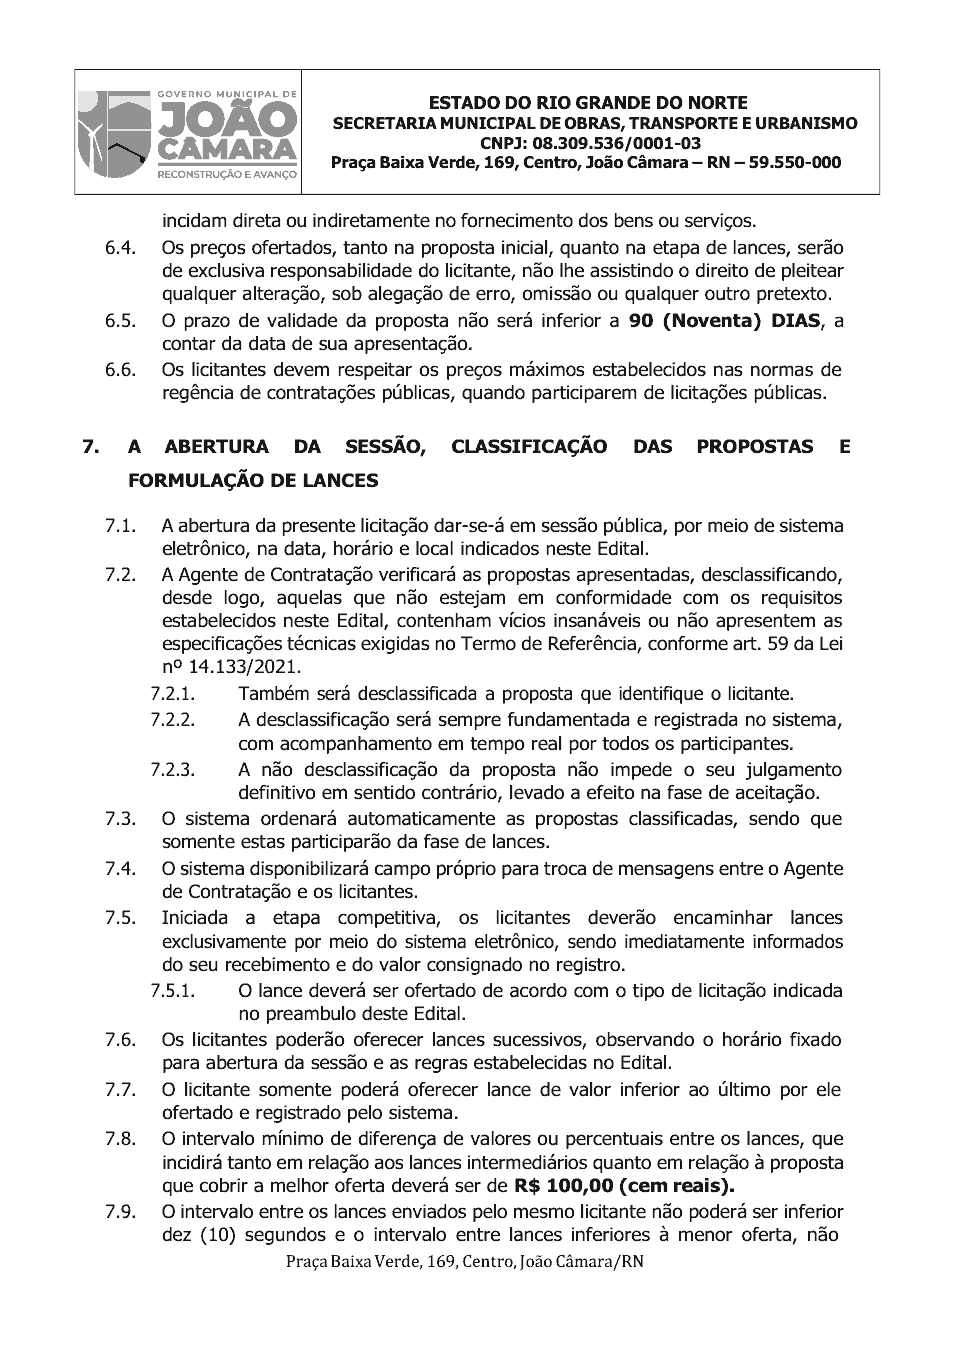 GOVERNO MUNICIPAL DE
JOÃO
CÂMARA
RECONSTRUÇÃO E AVANÇO
ESTADO DO RIO GRANDE DO NORTE
SECRETARIA MUNICIPAL DE OBRAS, TRANSPORTE E URBANISMO
CNPJ: 08.309.536/0001-03
Praça Baixa Verde, 169, Centro, João Câmara – RN – 59.550-000
incidam direta ou indiretamente no fornecimento dos bens ou serviços.
6.4. Os preços ofertados, tanto na proposta inicial, quanto na etapa de lances, serão
de exclusiva responsabilidade do licitante, não lhe assistindo o direito de pleitear
qualquer alteração, sob alegação de erro, omissão ou qualquer outro pretexto.
6.5. O prazo de validade da proposta não será inferior a 90 (Noventa) DIAS, a
contar da data de sua apresentação.
6.6. Os licitantes devem respeitar os preços máximos estabelecidos nas normas de
regência de contratações públicas, quando participarem de licitações públicas.
7. A ABERTURA DA SESSÃO, CLASSIFICAÇÃO DAS PROPOSTAS E
FORMULAÇÃO DE LANCES
7.1. A abertura da presente licitação dar-se-á em sessão pública, por meio de sistema
eletrônico, na data, horário e local indicados neste Edital.
7.2. A Agente de Contratação verificará as propostas apresentadas, desclassificando,
desde logo, aquelas que não estejam em conformidade com os requisitos
estabelecidos neste Edital, contenham vícios insanáveis ou não apresentem as
especificações técnicas exigidas no Termo de Referência, conforme art. 59 da Lei
nº 14.133/2021.
7.2.1. Também será desclassificada a proposta que identifique o licitante.
7.2.2. A desclassificação será sempre fundamentada e registrada no sistema,
com acompanhamento em tempo real por todos os participantes.
7.2.3. A não desclassificação da proposta não impede o seu julgamento
definitivo em sentido contrário, levado a efeito na fase de aceitação.
7.3. O sistema ordenará automaticamente as propostas classificadas, sendo que
somente estas participarão da fase de lances.
7.4. O sistema disponibilizará campo próprio para troca de mensagens entre o Agente
de Contratação e os licitantes.
7.5. Iniciada a etapa competitiva, os licitantes deverão encaminhar lances
exclusivamente por meio do sistema eletrônico, sendo imediatamente informados
do seu recebimento e do valor consignado no registro.
7.5.1. O lance deverá ser ofertado de acordo com o tipo de licitação indicada
no preambulo deste Edital.
7.6. Os licitantes poderão oferecer lances sucessivos, observando o horário fixado
para abertura da sessão e as regras estabelecidas no Edital.
7.7. O licitante somente poderá oferecer lance de valor inferior ao último por ele
ofertado e registrado pelo sistema.
7.8. O intervalo mínimo de diferença de valores ou percentuais entre os lances, que
incidirá tanto em relação aos lances intermediários quanto em relação à proposta
que cobrir a melhor oferta deverá ser de R$ 100,00 (cem reais).
7.9. O intervalo entre os lances enviados pelo mesmo licitante não poderá ser inferior
dez (10) segundos e o intervalo entre lances inferiores à menor oferta, não
Praça Baixa Verde, 169, Centro, João Câmara/RN